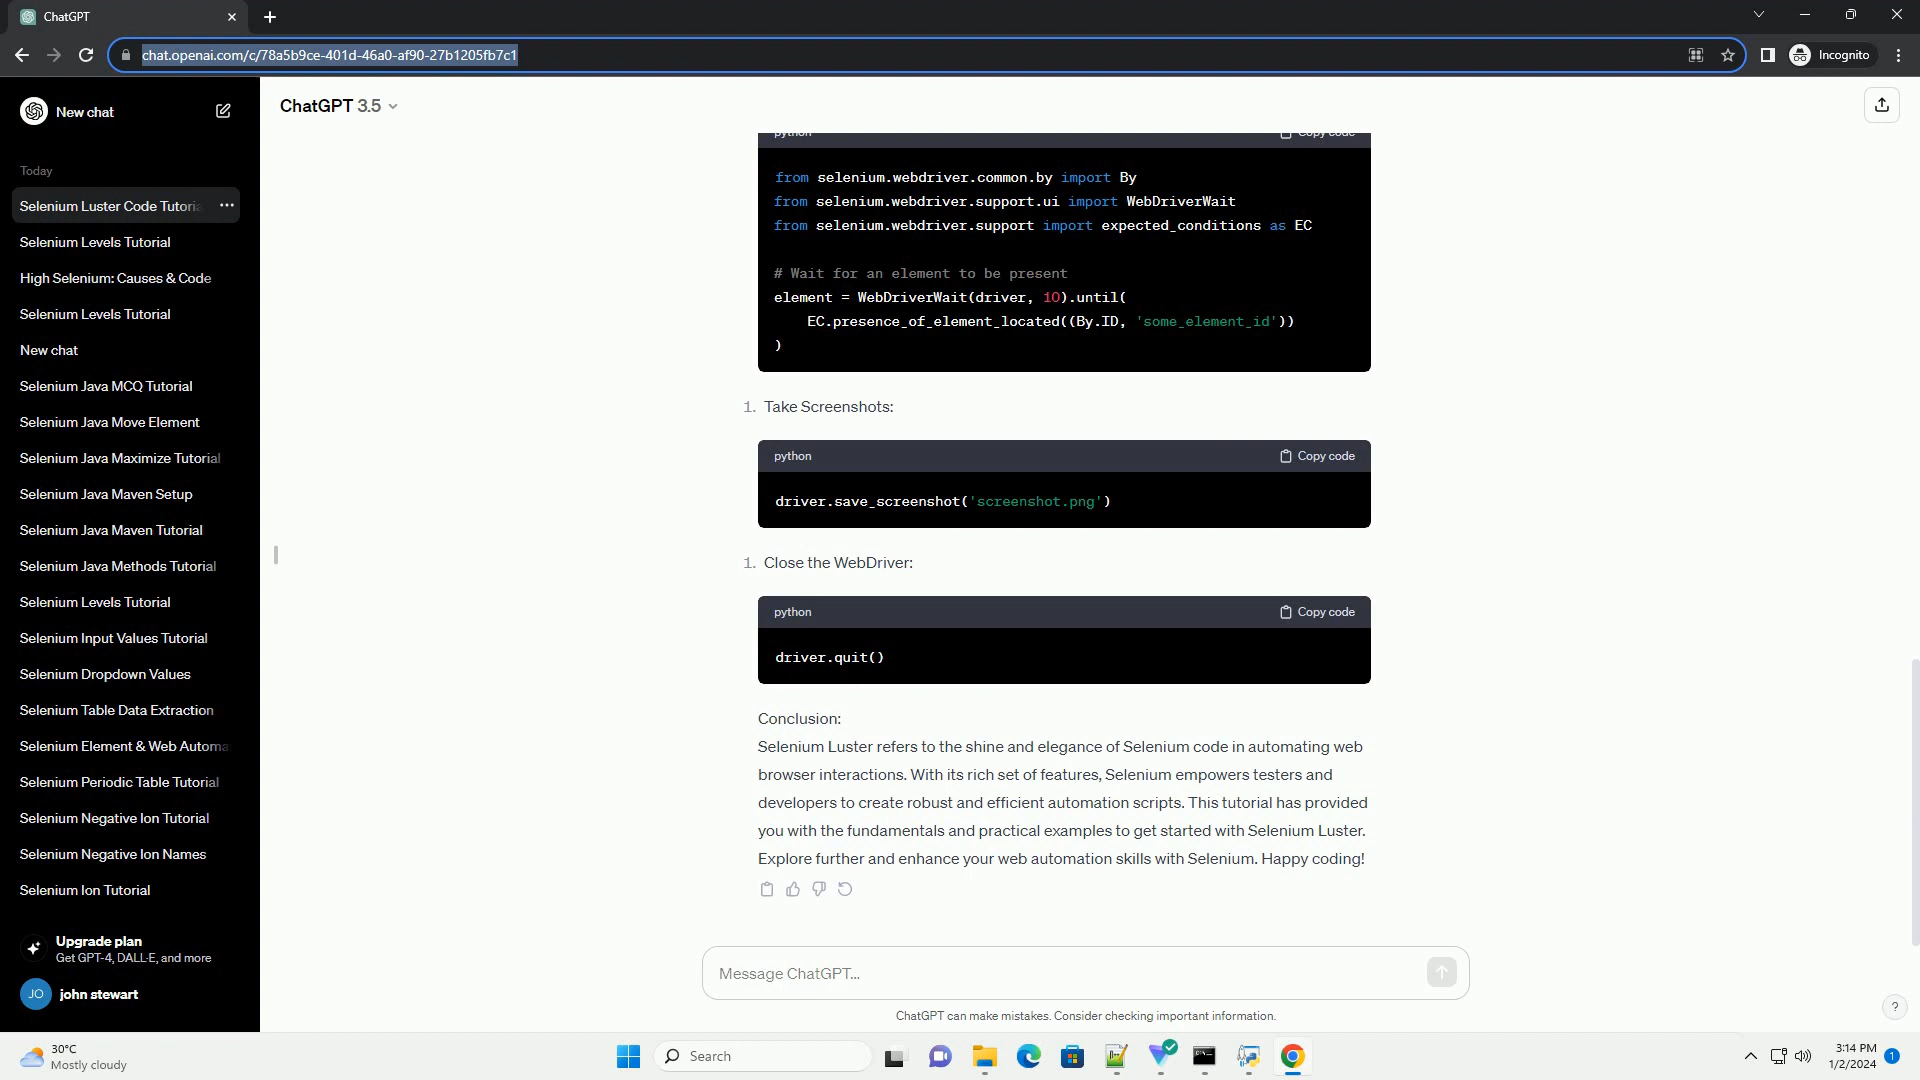 ChatGPT
chat.openai.com/c/78a5b9ce-401d-46a0-af90-27b1205fb7c1
Incognito
New chat
Today
Selenium Luster Code Tutoria
Selenium Levels Tutorial
High Selenium: Causes & Code
Selenium Levels Tutorial
New chat
Selenium Java MCQ Tutorial
Selenium Java Move Element
Selenium Java Maximize Tutorial
Selenium Java Maven Setup
Selenium Java Maven Tutorial
Selenium Java Methods Tutorial
Selenium Levels Tutorial
Selenium Input Values Tutorial
Selenium Dropdown Values
Selenium Table Data Extraction
Selenium Element & Web Automa
Selenium Periodic Table Tutorial
Selenium Negative Ion Tutorial
Selenium Negative Ion Names
Selenium Ion Tutorial
Upgrade plan
Get GPT-4, DALL·E, and more
JO john stewart
ChatGPT 3.5
python Copy code
from selenium.webdriver.common.by import By
from selenium.webdriver.support.ui import WebDriverWait
from selenium.webdriver.support import expected_conditions as EC
# Wait for an element to be present
element = WebDriverWait(driver, 10).until(
EC.presence_of_element_located((By.ID, 'some_element_id'))
)
1. Take Screenshots:
python Copy code
driver.save_screenshot('screenshot.png')
1. Close the WebDriver:
python Copy code
driver.quit()
Conclusion:
Selenium Luster refers to the shine and elegance of Selenium code in automating web
browser interactions. With its rich set of features, Selenium empowers testers and
developers to create robust and efficient automation scripts. This tutorial has provided
you with the fundamentals and practical examples to get started with Selenium Luster.
Explore further and enhance your web automation skills with Selenium. Happy coding!
Message ChatGPT...
ChatGPT can make mistakes. Consider checking important information.
?
30°C
Mostly cloudy
Search
3:14 PM
1/2/2024
1